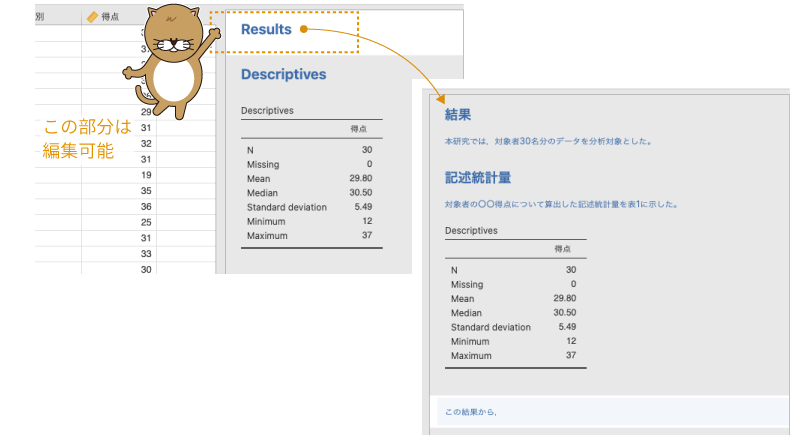 別 得点
Results
Descriptives
Descriptives
得点
N 30
Missing 0
Mean 29.80
Median 30.50
Standard deviation 5.49
Minimum 12
Maximum 37
この部分は
編集可能
29
31
32
31
19
35
36
25
31
33
30
結果
本研究では，対象者30名分のデータを分析対象とした。
記述統計量
対象者の〇〇得点について算出した記述統計量を表1に示した。
Descriptives
得点
N 30
Missing 0
Mean 29.80
Median 30.50
Standard deviation 5.49
Minimum 12
Maximum 37
この結果から，